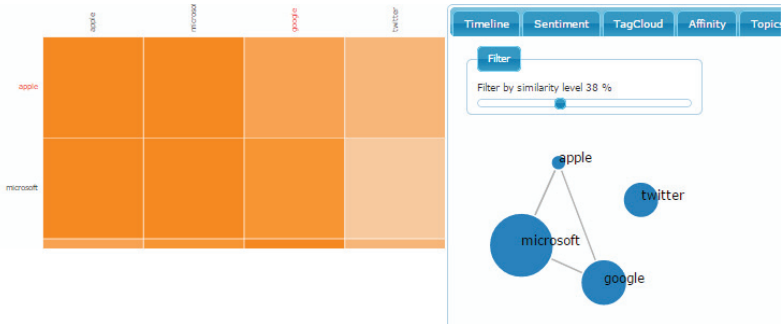 apple
microsof
google
twitter
apple
microsoft
Timeline Sentiment TagCloud Affinity Topics
Filter
Filter by similarity level 38 %
apple
twitter
microsoft
google